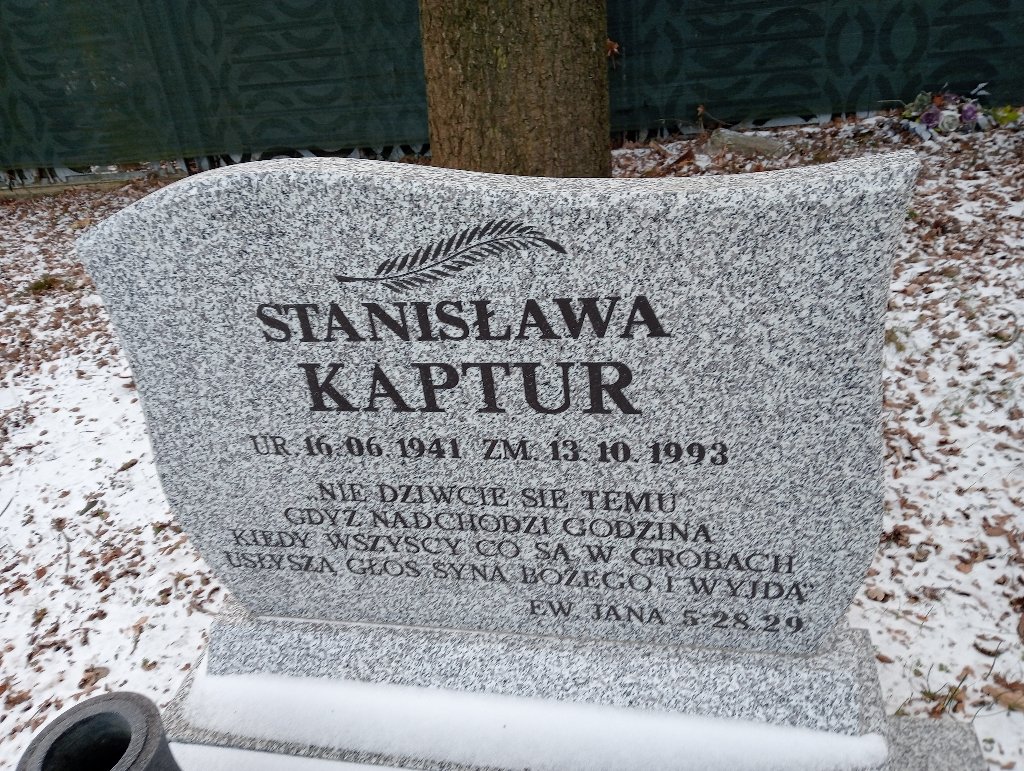 STANISŁAWA
KAPTUR
UR 16.06.1941 ZM. 13.10.1993
„NIE DZIWCIE SIĘ TEMU
GDYŻ NADCHODZI GODZINA
KIEDY WSZYSCY CO SĄ W GROBACH
USŁYSZĄ GŁOS SYNA BOŻEGO I WYJDĄ"
EW. JANA 5-28.29